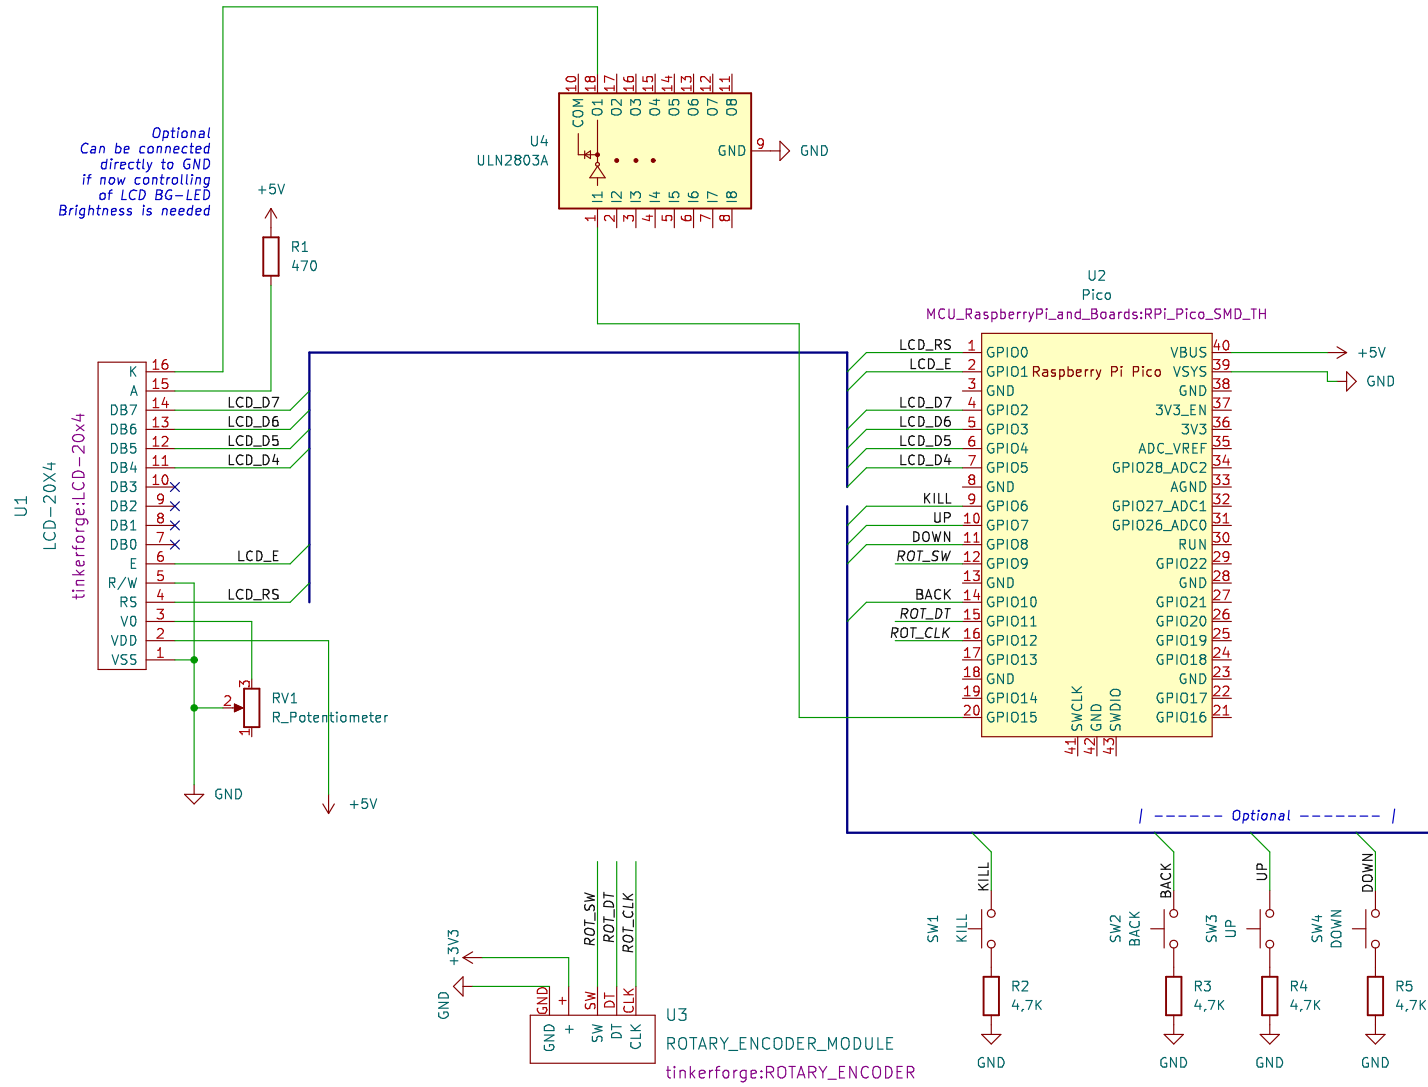 Optional
Can be connected
directly to GND
if now controlling
of LCD BG-LED
Brightness is needed
+5V
R1
470
U4
ULN2803A
10
18
17
16
15
14
13
12
11
COM
O1
O2
O3
O4
O5
O6
O7
O8
GND
9
GND
I1
I2
I3
I4
I5
I6
I7
I8
1
2
3
4
5
6
7
8
U1
LCD-20X4
tinkerforge:LCD-20x4
K 16
A 15
DB7 14 LCD_D7
DB6 13 LCD_D6
DB5 12 LCD_D5
DB4 11 LCD_D4
DB3 10
DB2 9
DB1 8
DB0 7
E 6 LCD_E
R/W 5
RS 4 LCD_RS
V0 3
VDD 2
VSS 1
3
2
1
RV1
R_Potentiometer
GND
+5V
U2
Pico
MCU_RaspberryPi_and_Boards:RPi_Pico_SMD_TH
Raspberry Pi Pico
LCD_RS 1 GPIO0
LCD_E 2 GPIO1
3 GND
LCD_D7 4 GPIO2
LCD_D6 5 GPIO3
LCD_D5 6 GPIO4
LCD_D4 7 GPIO5
8 GND
KILL 9 GPIO6
UP 10 GPIO7
DOWN 11 GPIO8
ROT_SW 12 GPIO9
13 GND
BACK 14 GPIO10
ROT_DT 15 GPIO11
ROT_CLK 16 GPIO12
17 GPIO13
18 GND
19 GPIO14
20 GPIO15
VBUS 40 +5V
VSYS 39 GND
GND 38
3V3_EN 37
3V3 36
ADC_VREF 35
GPIO28_ADC2 34
AGND 33
GPIO27_ADC1 32
GPIO26_ADC0 31
RUN 30
GPIO22 29
GND 28
GPIO21 27
GPIO20 26
GPIO19 25
GPIO18 24
GND 23
GPIO17 22
GPIO16 21
SWCLK
GND
SWDIO
41
42
43
| ------ Optional ------- |
KILL
BACK
UP
DOWN
SW1
KILL
SW2
BACK
SW3
UP
SW4
DOWN
R2
4,7K
R3
4,7K
R4
4,7K
R5
4,7K
GND
GND
GND
GND
ROT_SW
ROT_DT
ROT_CLK
+3V3
GND
GND
+
SW
DT
CLK
GND
+
SW
DT
CLK
U3
ROTARY_ENCODER_MODULE
tinkerforge:ROTARY_ENCODER